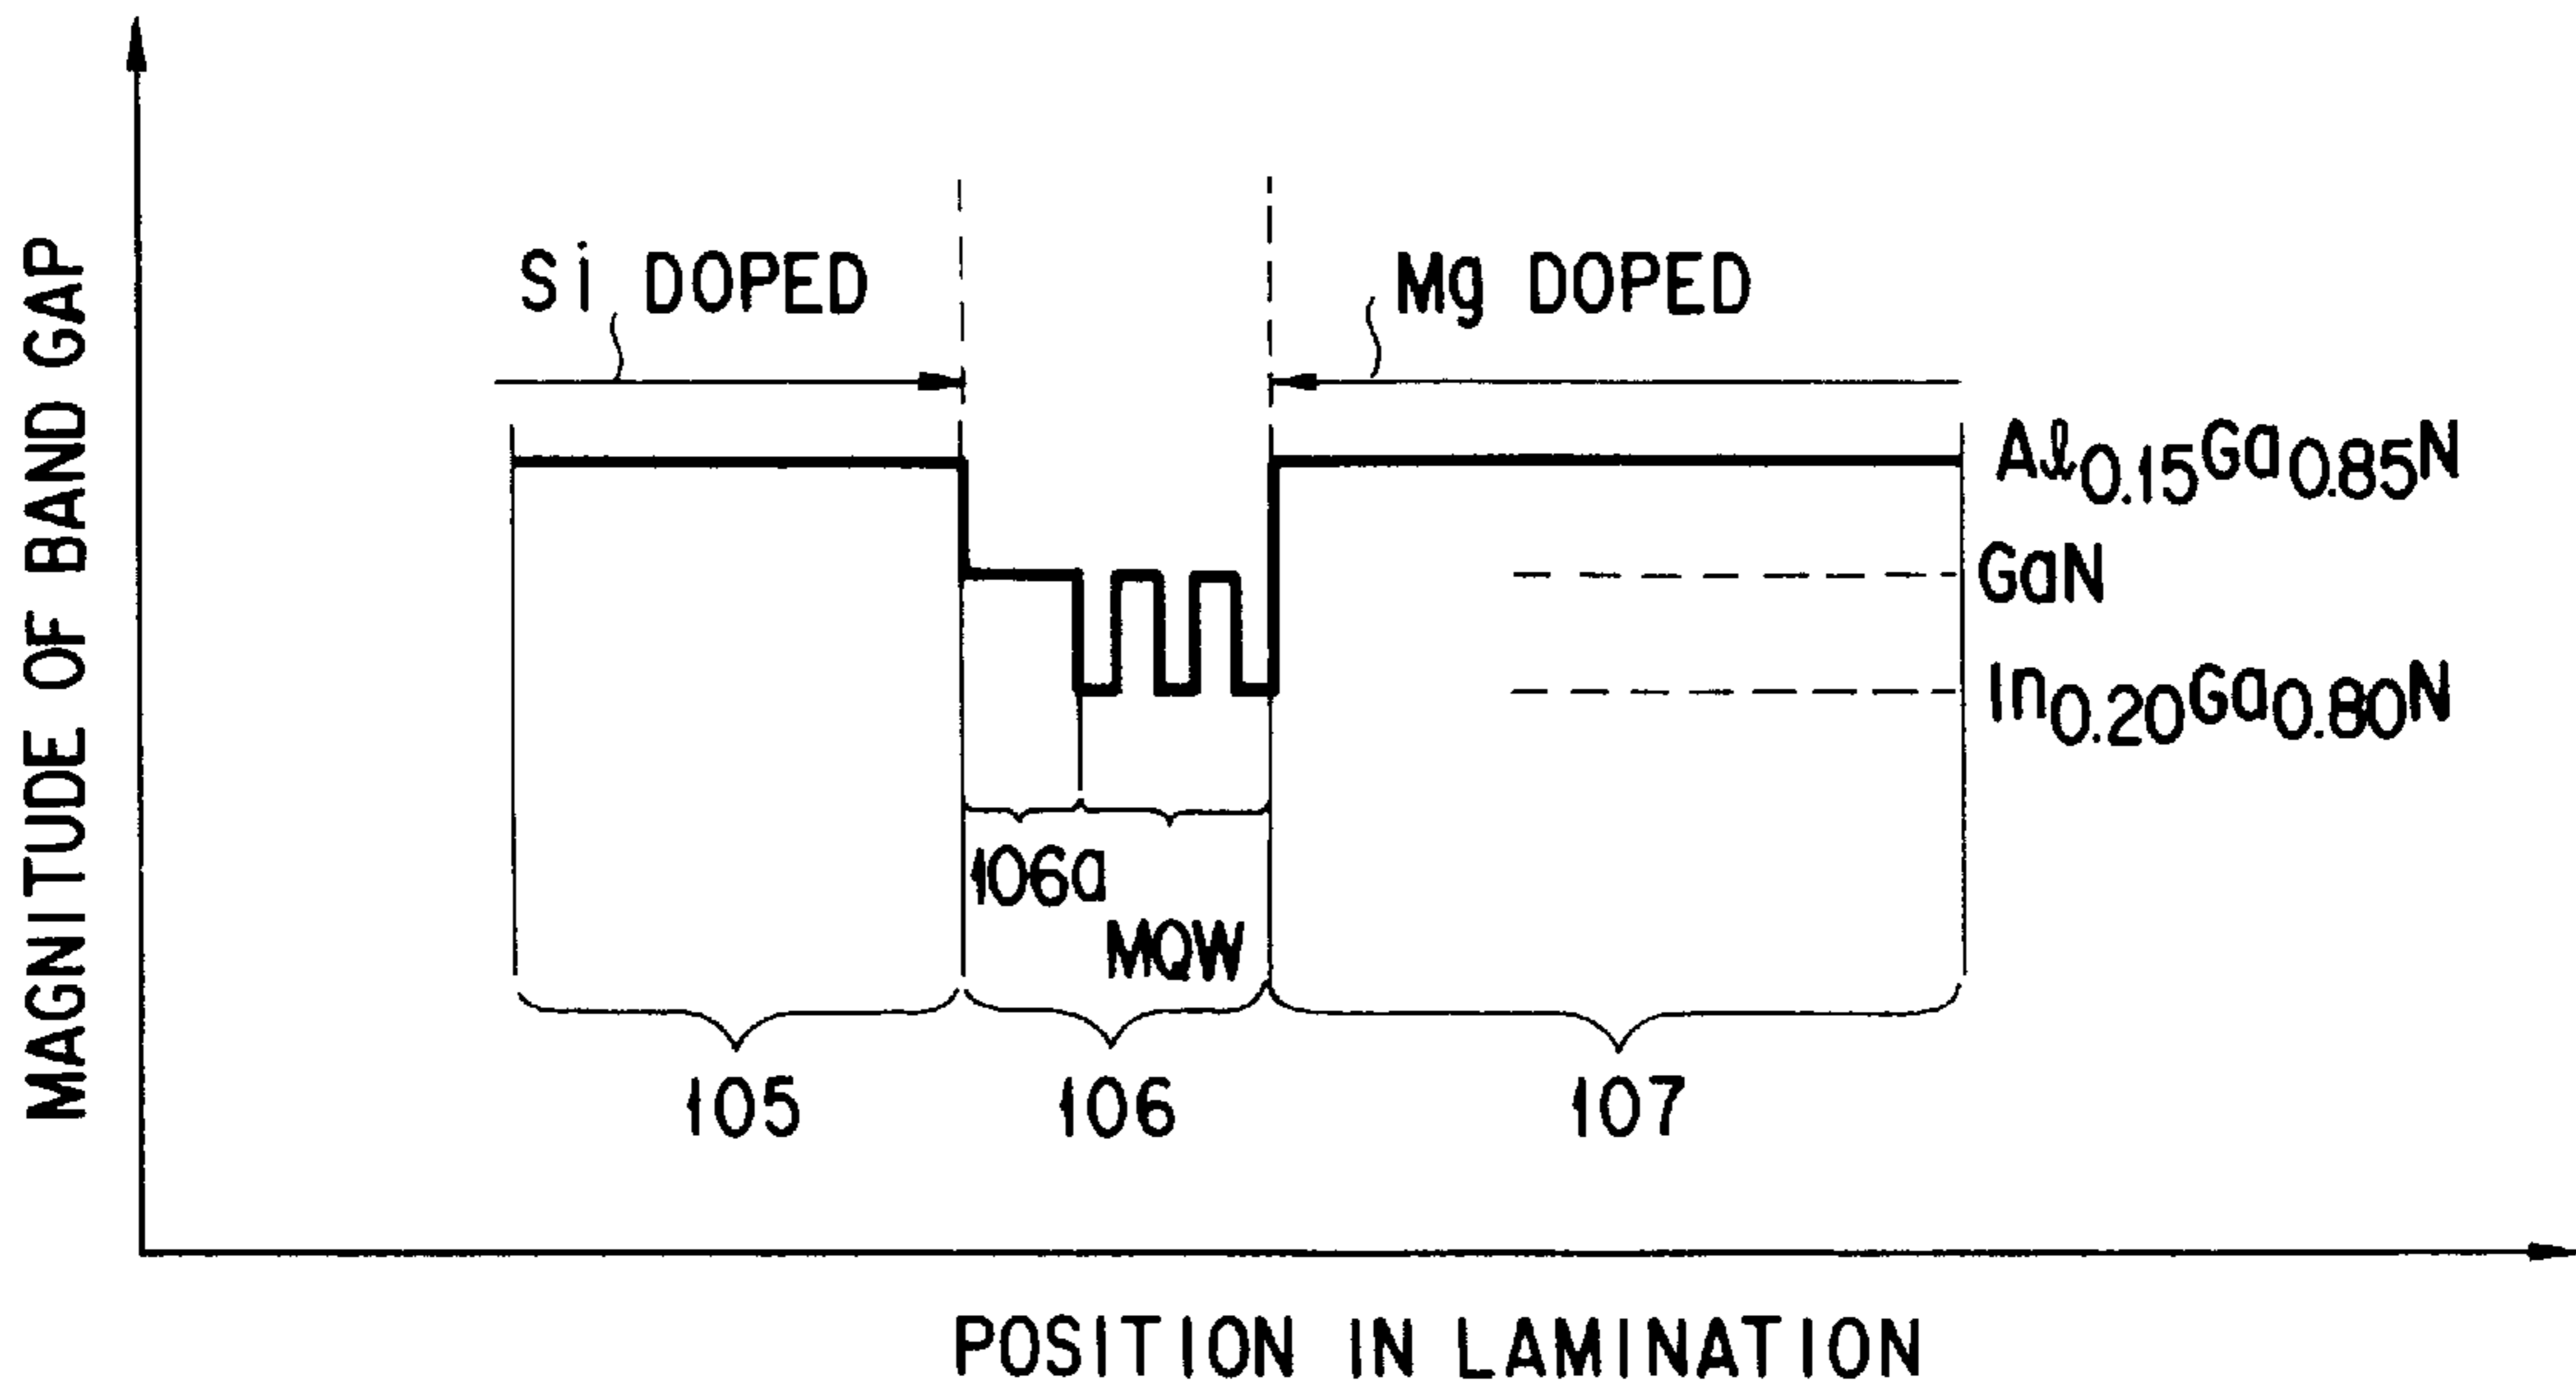 MAGNITUDE OF BAND GAP
Si DOPED
Mg DOPED
Aℓ0.15Ga0.85N
GaN
In0.20Ga0.80N
106a
MQW
105
106
107
POSITION IN LAMINATION